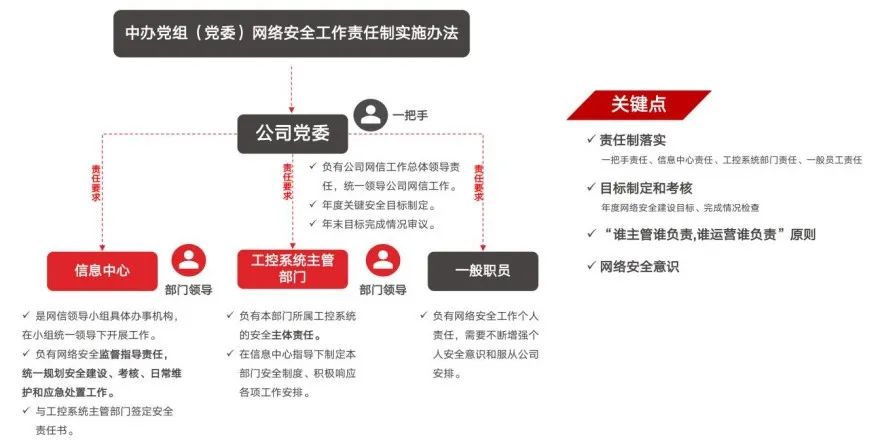 中办党组（党委）网络安全工作责任制实施办法
一把手
公司党委
责任要求
责任要求
责任要求
✓ 负有公司网信工作总体领导责
任，统一领导公司网信工作。
✓ 年度关键安全目标制定。
✓ 年末目标完成情况审议。
信息中心
部门领导
✓ 是网信领导小组具体办事机构，
在小组统一领导下开展工作。
✓ 负有网络安全监督指导责任，
统一规划安全建设、考核、日常维
护和应急处置工作。
✓ 与工控系统主管部门签定安全
责任书。
工控系统主管
部门
部门领导
✓ 负有本部门所属工控系统
的安全主体责任。
✓ 在信息中心指导下制定本
部门安全制度、积极响应
各项工作安排。
一般职员
✓ 负有网络安全工作个人
责任，需要不断增强个
人安全意识和服从公司
安排。
关键点
✓ 责任制落实
一把手责任、信息中心责任、工控系统部门责任、一般员工责任
✓ 目标制定和考核
年度网络安全建设目标、完成情况检查
✓ “谁主管谁负责,谁运营谁负责”原则
✓ 网络安全意识